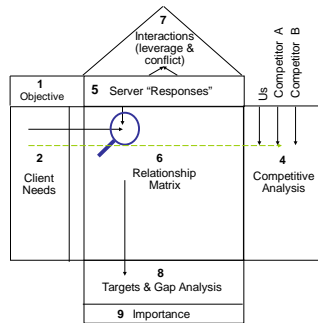 7
Interactions
(leverage &
conflict)
Us
Competitor A
Competitor B
1
Objective
5 Server “Responses”
2
Client
Needs
6
Relationship
Matrix
4
Competitive
Analysis
8
Targets & Gap Analysis
9 Importance